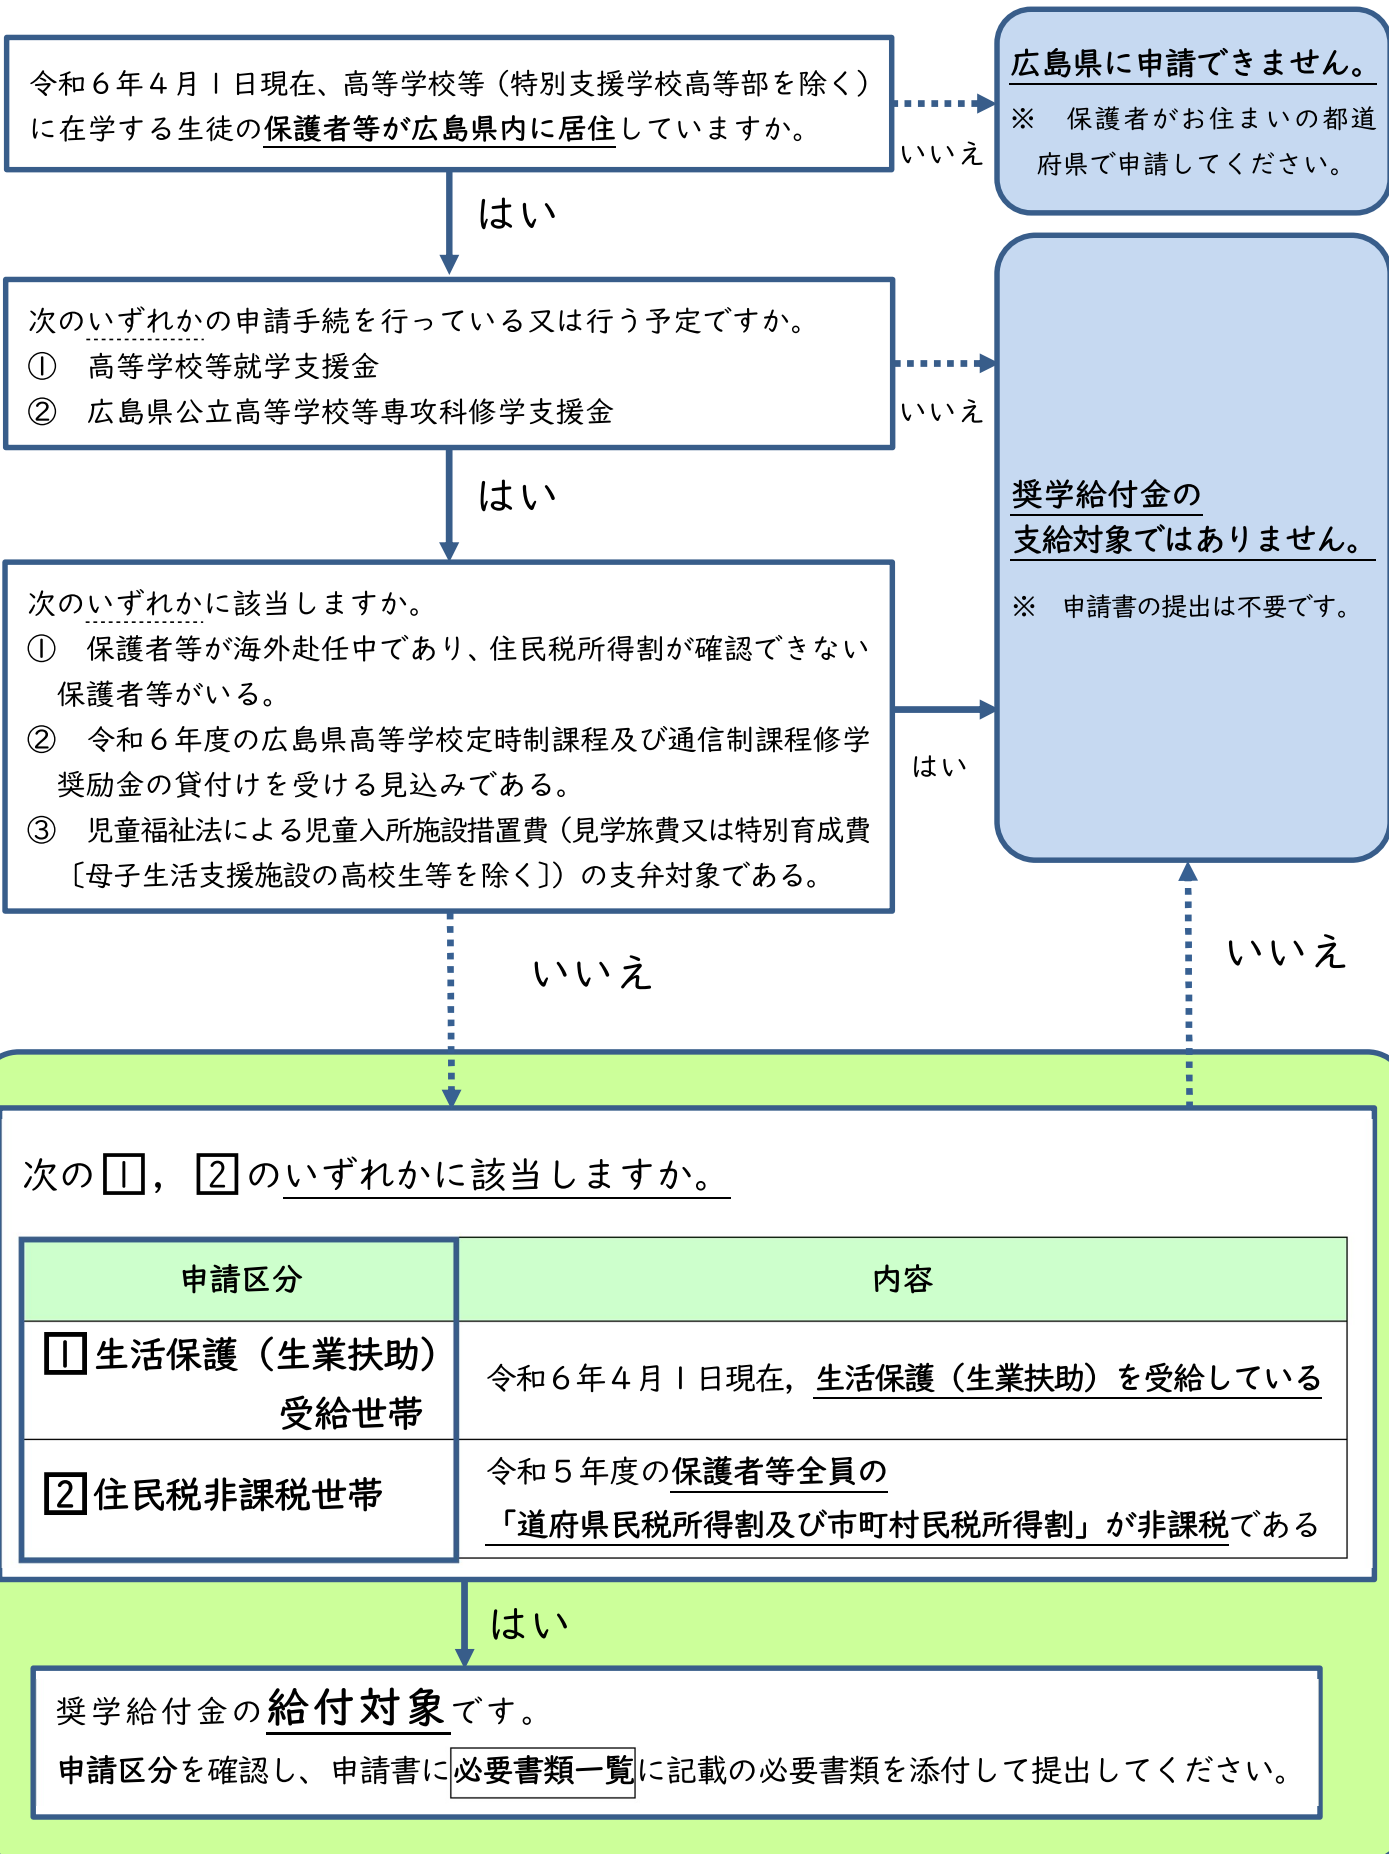 令和６年４月１日現在、高等学校等（特別支援学校高等部を除く）
に在学する生徒の保護者等が広島県内に居住していますか。
いいえ
広島県に申請できません。
※　保護者がお住まいの都道
府県で申請してください。
はい
次のいずれかの申請手続を行っている又は行う予定ですか。
①　高等学校等就学支援金
②　広島県公立高等学校等専攻科修学支援金
いいえ
奨学給付金の
支給対象ではありません。
※　申請書の提出は不要です。
はい
次のいずれかに該当しますか。
①　保護者等が海外赴任中であり、住民税所得割が確認できない
保護者等がいる。
②　令和６年度の広島県高等学校定時制課程及び通信制課程修学
奨励金の貸付けを受ける見込みである。
③　児童福祉法による児童入所施設措置費（見学旅費又は特別育成費
〔母子生活支援施設の高校生等を除く〕）の支弁対象である。
はい
いいえ
いいえ
次の１，２のいずれかに該当しますか。
申請区分
内容
１生活保護（生業扶助）
受給世帯
令和６年４月１日現在，生活保護（生業扶助）を受給している
２住民税非課税世帯
令和５年度の保護者等全員の
「道府県民税所得割及び市町村民税所得割」が非課税である
はい
奨学給付金の給付対象です。
申請区分を確認し、申請書に必要書類一覧に記載の必要書類を添付して提出してください。